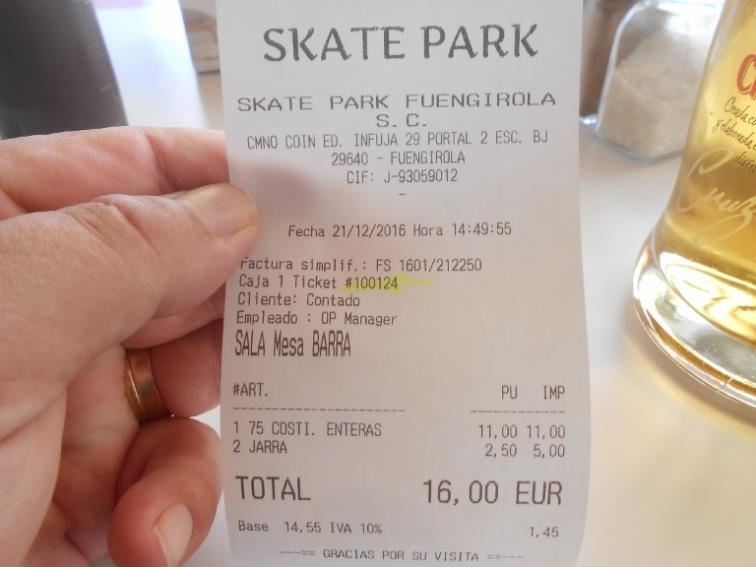 SKATE PARK
SKATE PARK FUENGIROLA
S. C.
CMNO COIN ED. INFUJA 29 PORTAL 2 ESC. BJ
29640 - FUENGIROLA
CIF: J-93059012
-
Fecha 21/12/2016 Hora 14:49:55
Factura simplif.: FS 1601/212250
Caja 1 Ticket #100124
Cliente: Contado
Empleado : OP Manager
SALA Mesa BARRA
#ART. PU IMP
1 75 COSTI. ENTERAS 11,00 11,00
2 JARRA 2,50 5,00
TOTAL 16,00 EUR
Base 14,55 IVA 10% 1,45
---== GRACIAS POR SU VISITA ==---